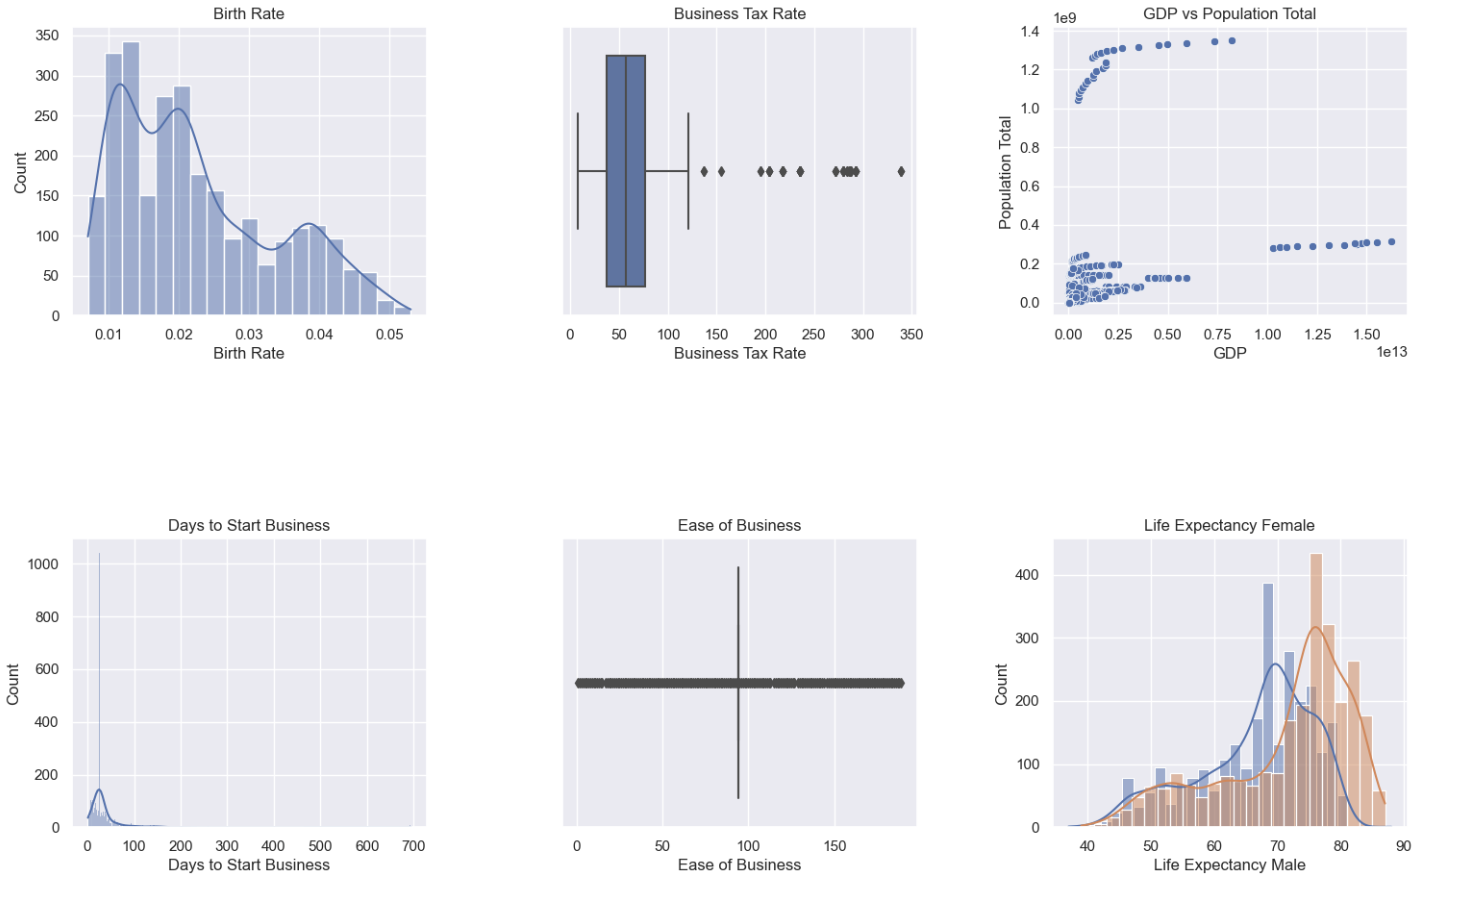 Birth Rate
350
300
250
200
150
100
50
0
Count
0.01 0.02 0.03 0.04 0.05
Birth Rate
Business Tax Rate
0 50 100 150 200 250 300 350
Business Tax Rate
GDP vs Population Total
1e9
1.4
1.2
1.0
0.8
0.6
0.4
0.2
0.0
Population Total
0.00 0.25 0.50 0.75 1.00 1.25 1.50
1e13
GDP
Days to Start Business
1000
800
600
400
200
0
Count
0 100 200 300 400 500 600 700
Days to Start Business
Ease of Business
0 50 100 150
Ease of Business
Life Expectancy Female
400
300
200
100
0
Count
40 50 60 70 80 90
Life Expectancy Male